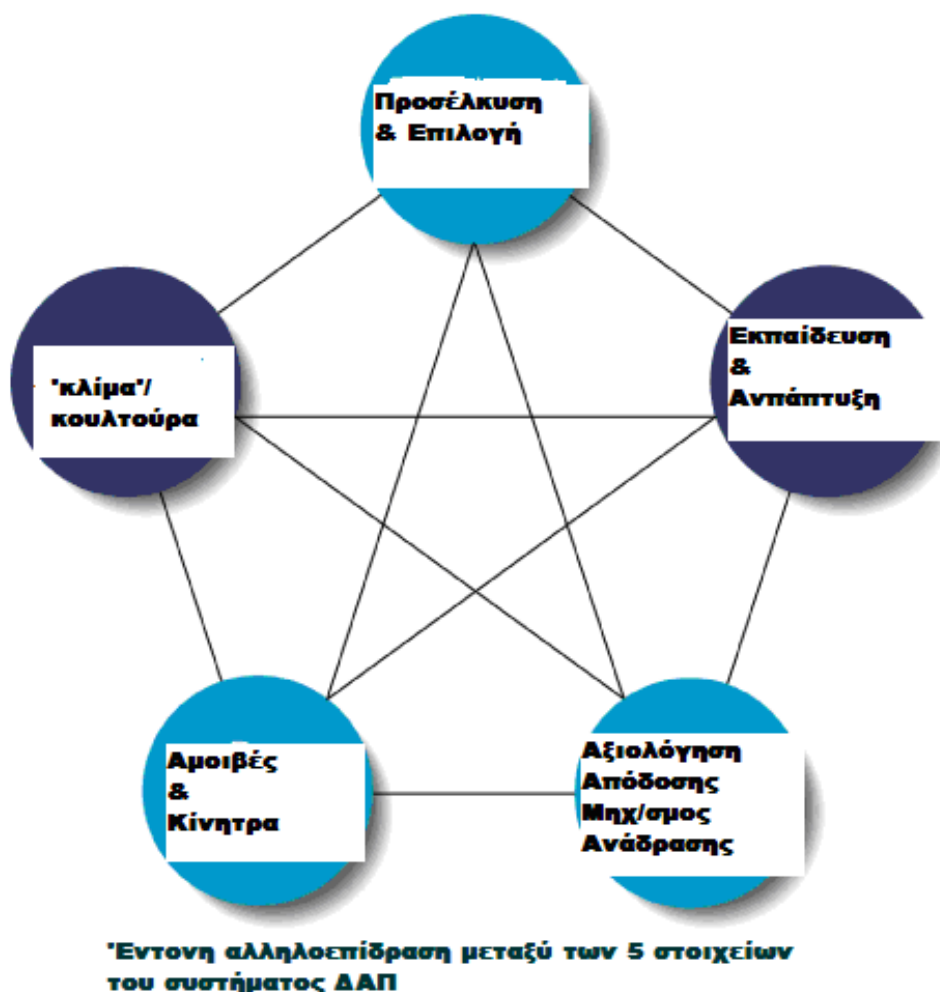 Προσέλκυση
& Επιλογή
'κλίμα'/
κουλτούρα
Εκπαίδευση
&
Ανπάπτυξη
Αμοιβές
&
Κίνητρα
Αξιολόγηση
Απόδοσης
Μηχ/σμος
Ανάδρασης
'Εντονη αλληλοεπίδραση μεταξύ των 5 στοιχείων
του συστήματος ΔΑΠ